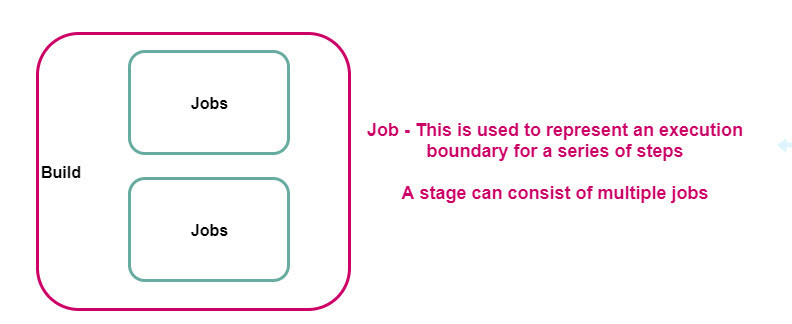 Jobs
Build
Jobs
Job - This is used to represent an execution
boundary for a series of steps
A stage can consist of multiple jobs